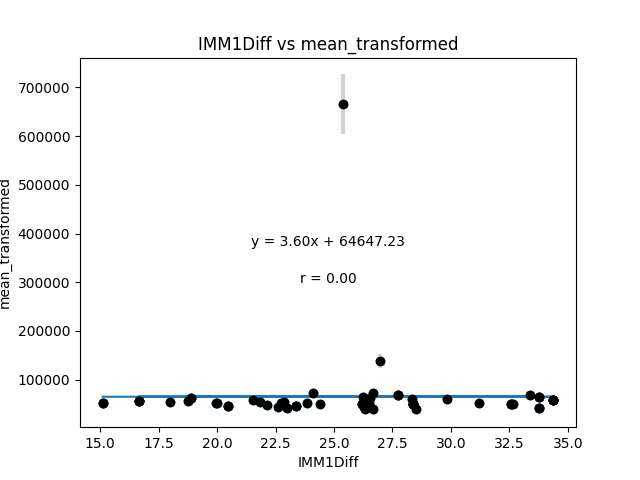 IMM1Diff vs mean_transformed
mean_transformed
700000
600000
500000
400000
300000
200000
100000
y = 3.60x + 64647.23
r = 0.00
15.0 17.5 20.0 22.5 25.0 27.5 30.0 32.5 35.0
IMM1Diff